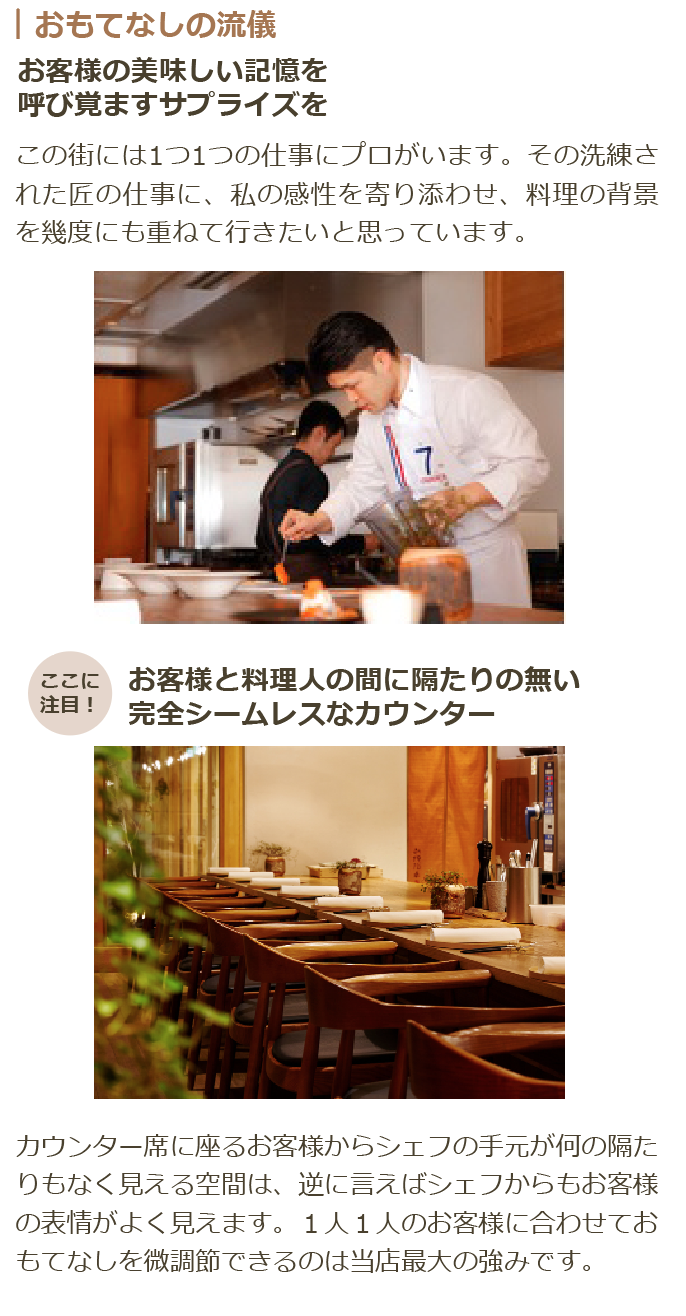 おもてなしの流儀
お客様の美味しい記憶を
呼び覚ますサプライズを
この街には1つ1つの仕事にプロがいます。その洗練さ
れた匠の仕事に、私の感性を寄り添わせ、料理の背景
を幾度にも重ねて行きたいと思っています。
7
ここに
注目！
お客様と料理人の間に隔たりの無い
完全シームレスなカウンター
カウンター席に座るお客様からシェフの手元が何の隔た
りもなく見える空間は、逆に言えばシェフからもお客様
の表情がよく見えます。１人１人のお客様に合わせてお
もてなしを微調節できるのは当店最大の強みです。